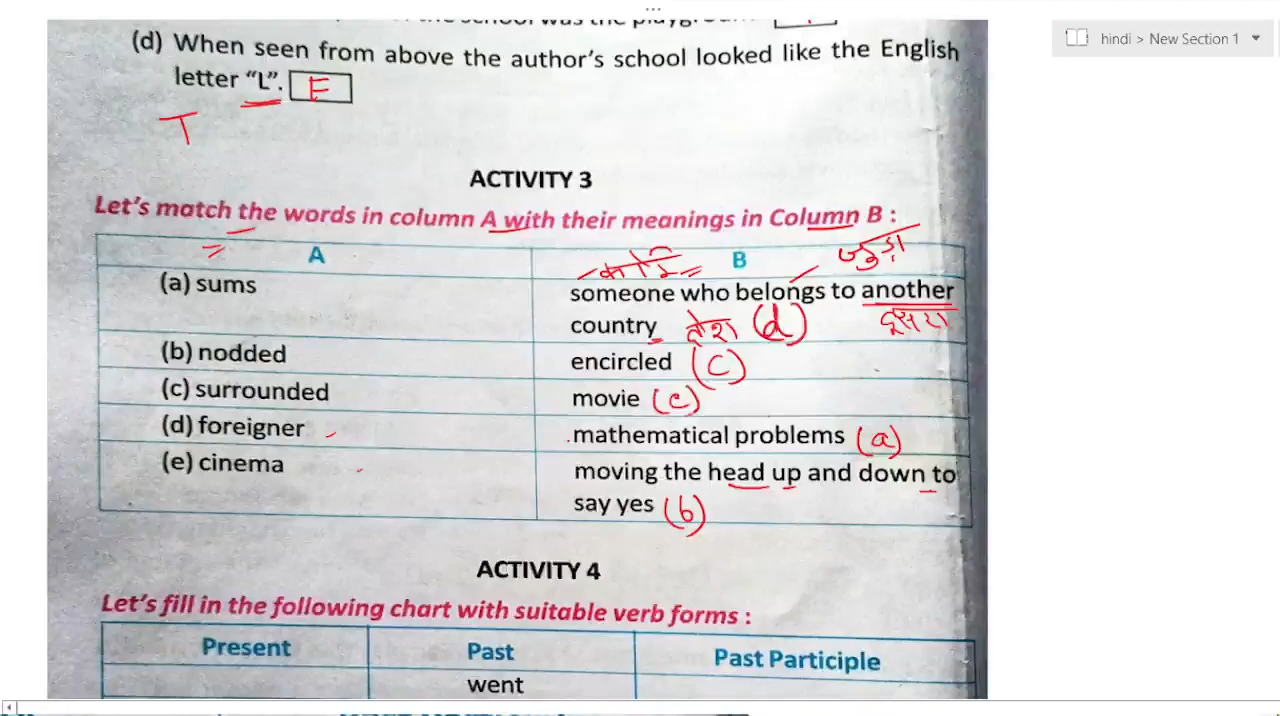 (d) When seen from above the author's school looked like the English
letter "L". F
T
hindi > New Section 1
ACTIVITY 3
Let's match the words in column A with their meanings in Column B :
A
B
जुड़ा
कोई
(a) sums
someone who belongs to another
country देश (d) दूसरा
(b) nodded
encircled (c)
(c) surrounded
movie (e)
(d) foreigner
mathematical problems (a)
(e) cinema
moving the head up and down to
say yes (b)
ACTIVITY 4
Let's fill in the following chart with suitable verb forms :
Present
Past
Past Participle
went